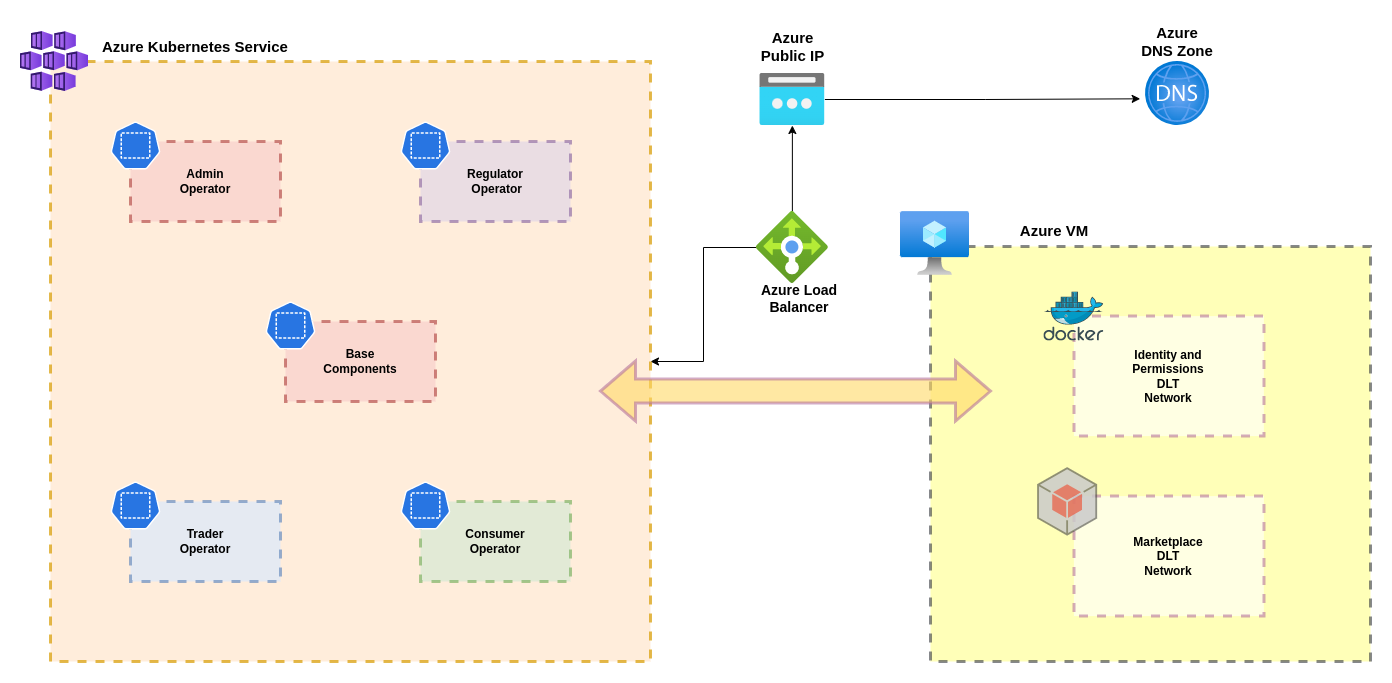 Azure Kubernetes Service
Azure
Public IP
Azure
DNS Zone
DNS
Admin
Operator
Regulator
Operator
Azure Load
Balancer
Azure VM
docker
Base
Components
Identity and
Permissions
DLT
Network
Trader
Operator
Consumer
Operator
Marketplace
DLT
Network